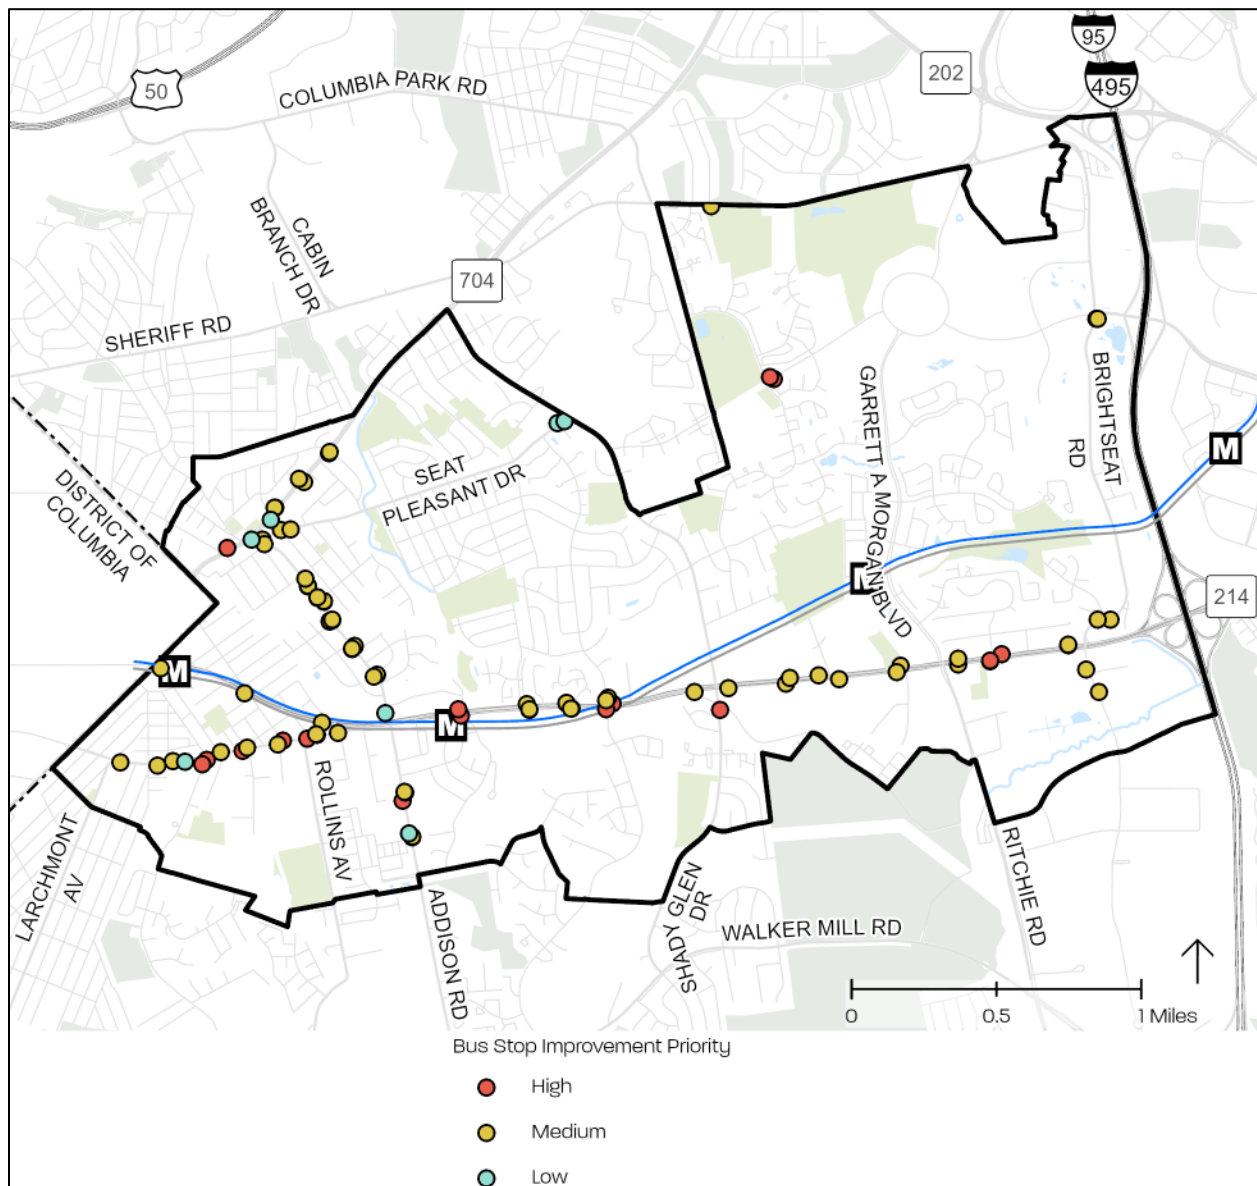 95
495
202
50
COLUMBIA PARK RD
CABIN
BRANCH DR
704
SHERIFF RD
GARRETT A MORGAN BLVD
BRIGHTSEAT
RD
M
SEAT
PLEASANT DR
DISTRICT OF
COLUMBIA
M
214
M
M
ROLLINS AV
LARCHMONT
AV
ADDISON RD
SHADY GLEN
DR
RITCHIE RD
WALKER MILL RD
0 0.5 1 Miles
Bus Stop Improvement Priority
High
Medium
Low